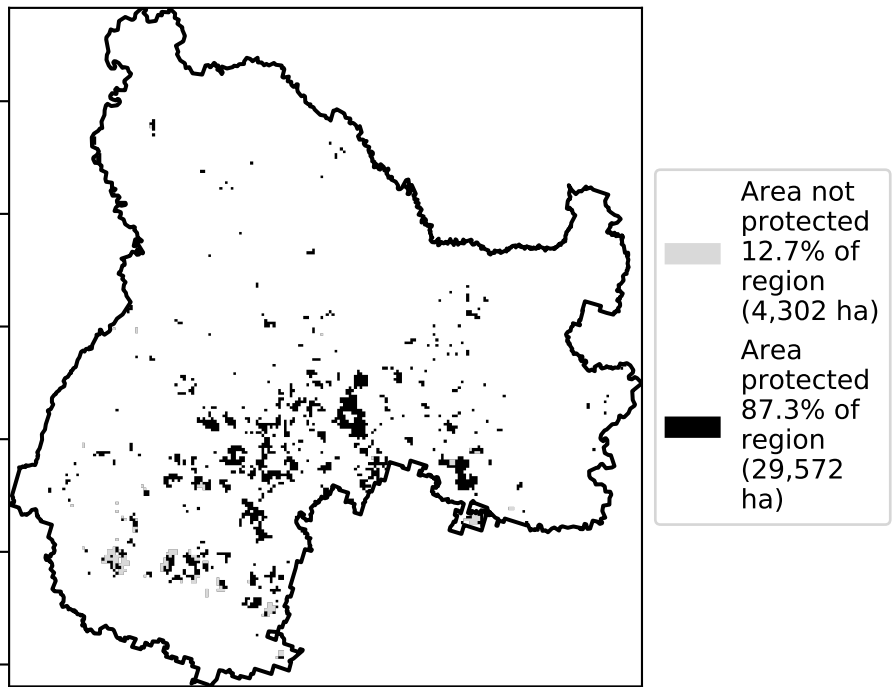 Area not
protected
12.7% of
region
(4,302 ha)
Area
protected
87.3% of
region
(29,572
ha)